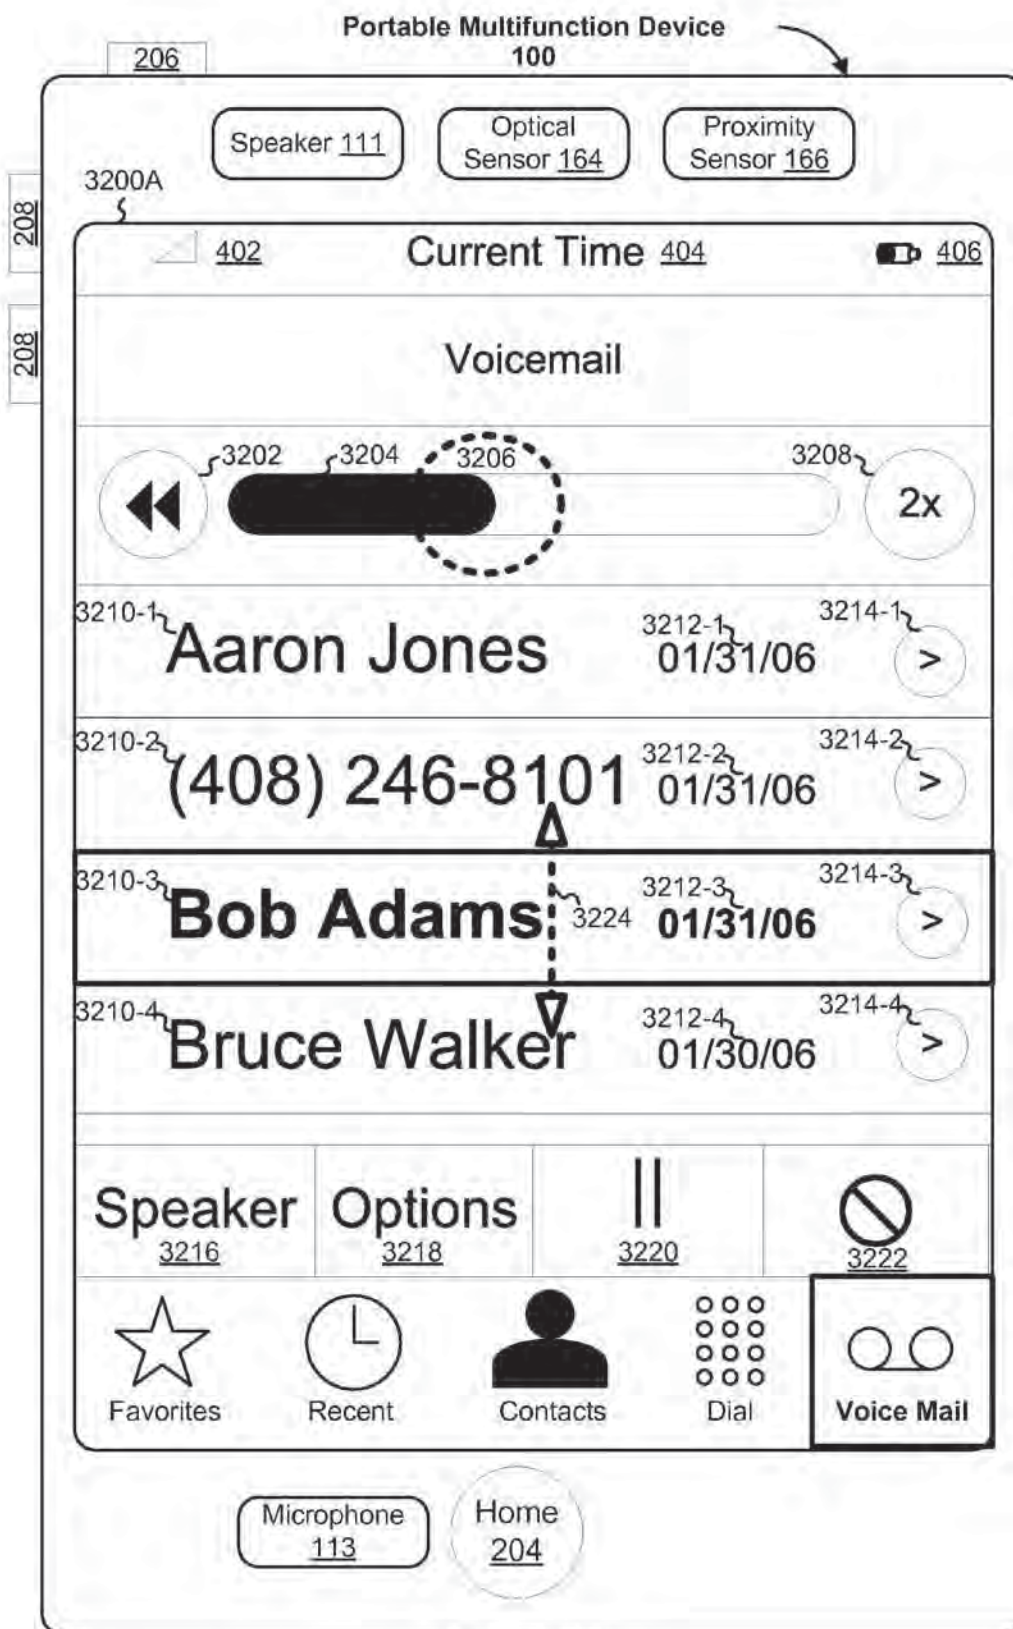 Portable Multifunction Device
100
206
Speaker 111
Optical
Sensor 164
Proximity
Sensor 166
3200A
208
208
402
Current Time 404
406
Voicemail
3202
3204
3206
3208
2x
3210-1
Aaron Jones
3212-1
01/31/06
3214-1
>
3210-2
(408) 246-8101
3212-2
01/31/06
3214-2
>
3210-3
Bob Adams
3224
3212-3
01/31/06
3214-3
>
3210-4
Bruce Walker
3212-4
01/30/06
3214-4
>
Speaker
3216
Options
3218
3220
3222
Favorites
Recent
Contacts
Dial
Voice Mail
Microphone
113
Home
204